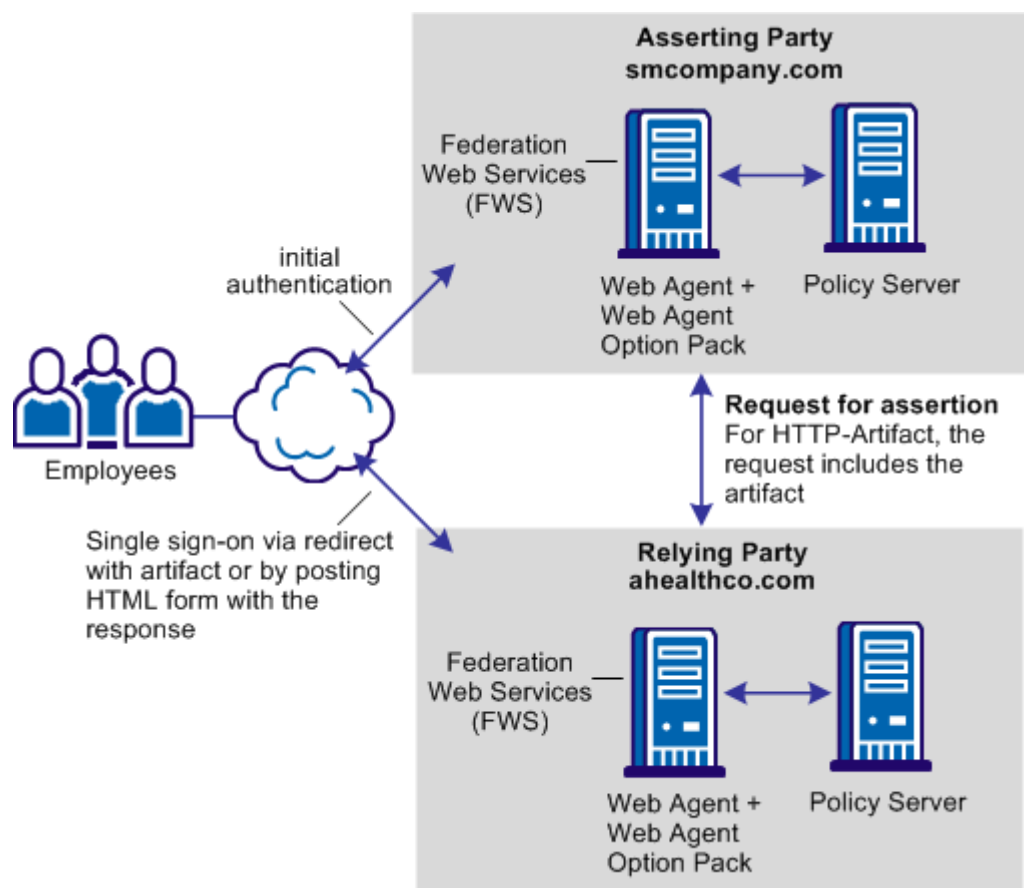 Asserting Party
smcompany.com
Federation
Web Services
(FWS)
Web Agent +
Web Agent
Option Pack
Policy Server
initial
authentication
Employees
Request for assertion
For HTTP-Artifact, the
request includes the
artifact
Single sign-on via redirect
with artifact or by posting
HTML form with the
response
Relying Party
ahealthco.com
Federation
Web Services
(FWS)
Web Agent +
Web Agent
Option Pack
Policy Server